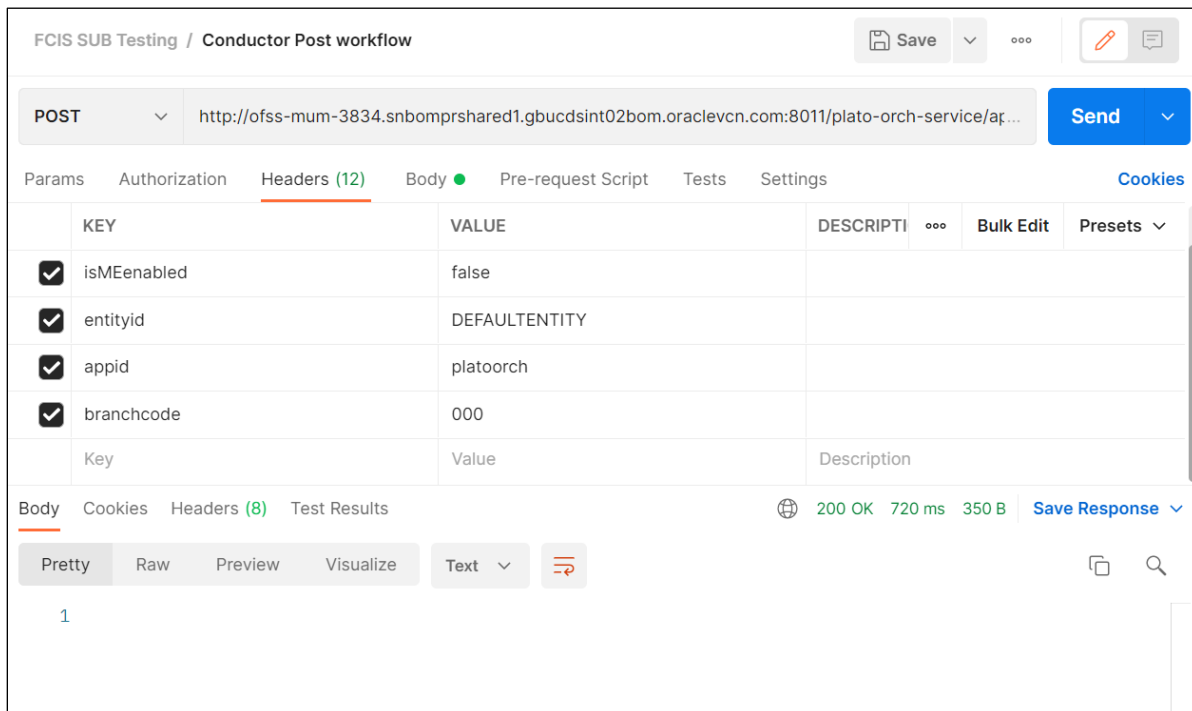 FCIS SUB Testing / Conductor Post workflow Save ooo
POST http://ofss-mum-3834.snbomprshared1.gbucdsint02bom.oraclevcn.com:8011/plato-orch-service/ap... Send
Params Authorization Headers (12) Body Pre-request Script Tests Settings Cookies
KEY VALUE DESCRIPTI ooo Bulk Edit Presets
isMEenabled false
entityid DEFAULTENTITY
appid platoorch
branchcode 000
Key Value Description
Body Cookies Headers (8) Test Results 200 OK 720 ms 350 B Save Response
Pretty Raw Preview Visualize Text
1